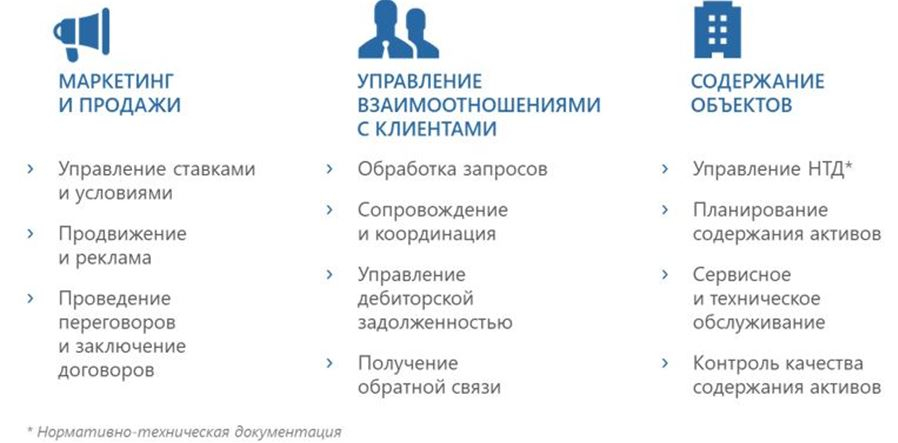 МАРКЕТИНГ
И ПРОДАЖИ
› Управление ставками
и условиями
› Продвижение
и реклама
› Проведение
переговоров
и заключение
договоров
УПРАВЛЕНИЕ
ВЗАИМООТНОШЕНИЯМИ
С КЛИЕНТАМИ
› Обработка запросов
› Сопровождение
и координация
› Управление
дебиторской
задолженностью
› Получение
обратной связи
СОДЕРЖАНИЕ
ОБЪЕКТОВ
› Управление НТД*
› Планирование
содержания активов
› Сервисное
и техническое
обслуживание
› Контроль качества
содержания активов
* Нормативно-техническая документация